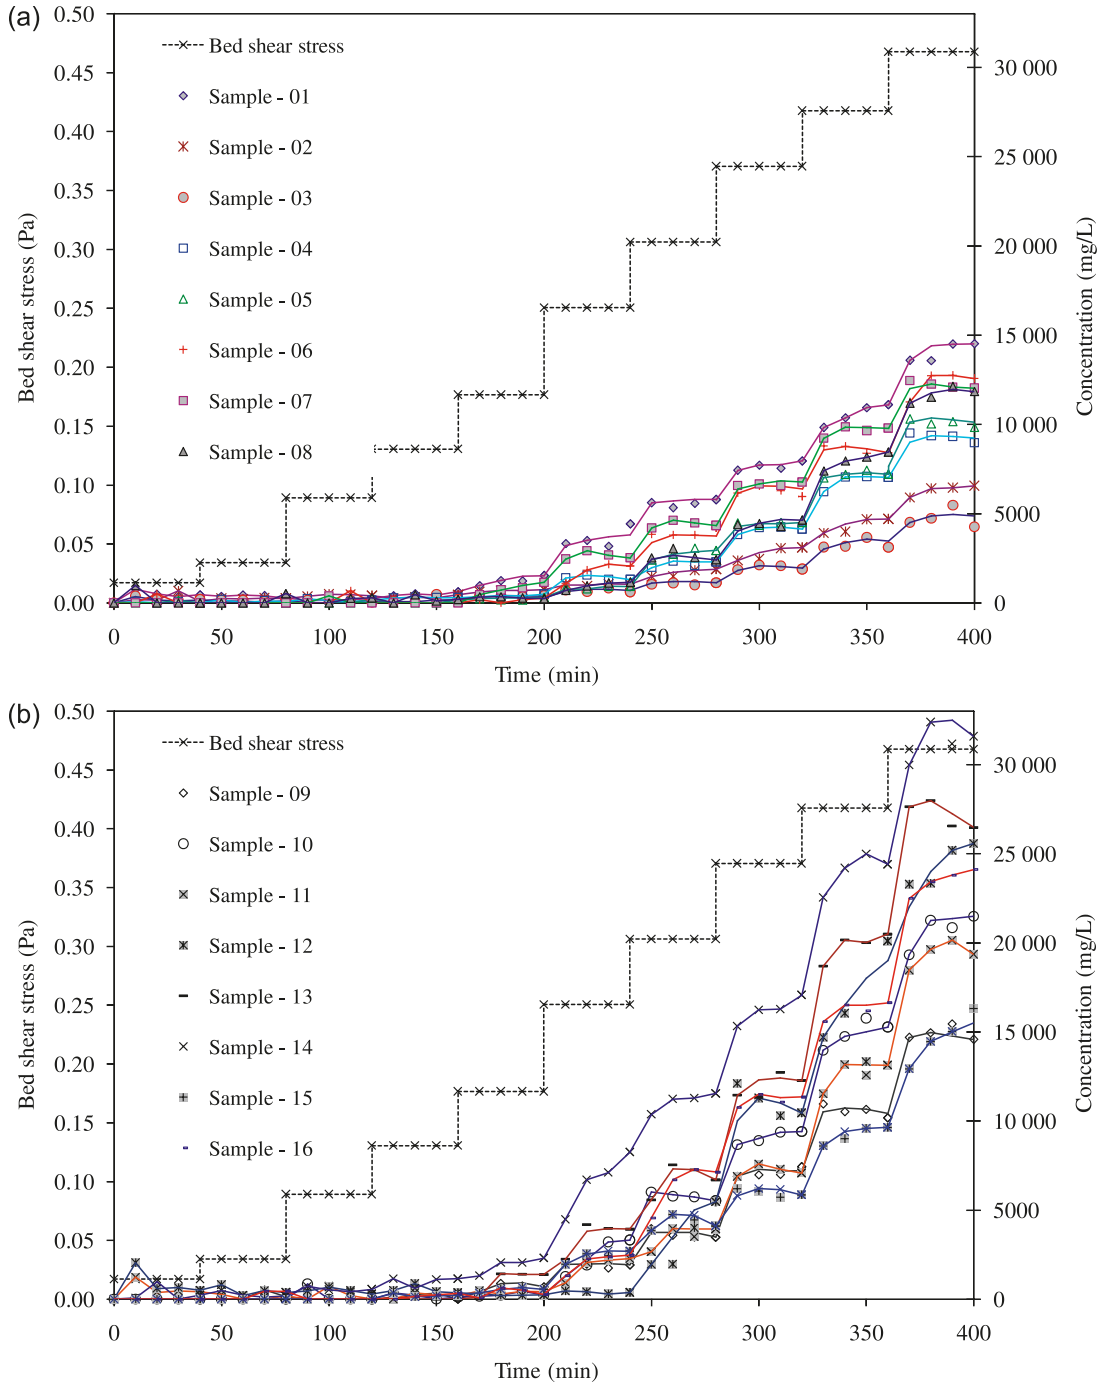 (a)
0.50
0.45
0.40
0.35
0.30
0.25
0.20
0.15
0.10
0.05
0.00
Bed shear stress (Pa)
Bed shear stress
Sample - 01
Sample - 02
Sample - 03
Sample - 04
Sample - 05
Sample - 06
Sample - 07
Sample - 08
30 000
25 000
20 000
15 000
10 000
5000
0
Concentration (mg/L)
0 50 100 150 200 250 300 350 400
Time (min)
(b)
0.50
0.45
0.40
0.35
0.30
0.25
0.20
0.15
0.10
0.05
0.00
Bed shear stress (Pa)
Bed shear stress
Sample - 09
Sample - 10
Sample - 11
Sample - 12
Sample - 13
Sample - 14
Sample - 15
Sample - 16
30 000
25 000
20 000
15 000
10 000
5000
0
Concentration (mg/L)
0 50 100 150 200 250 300 350 400
Time (min)